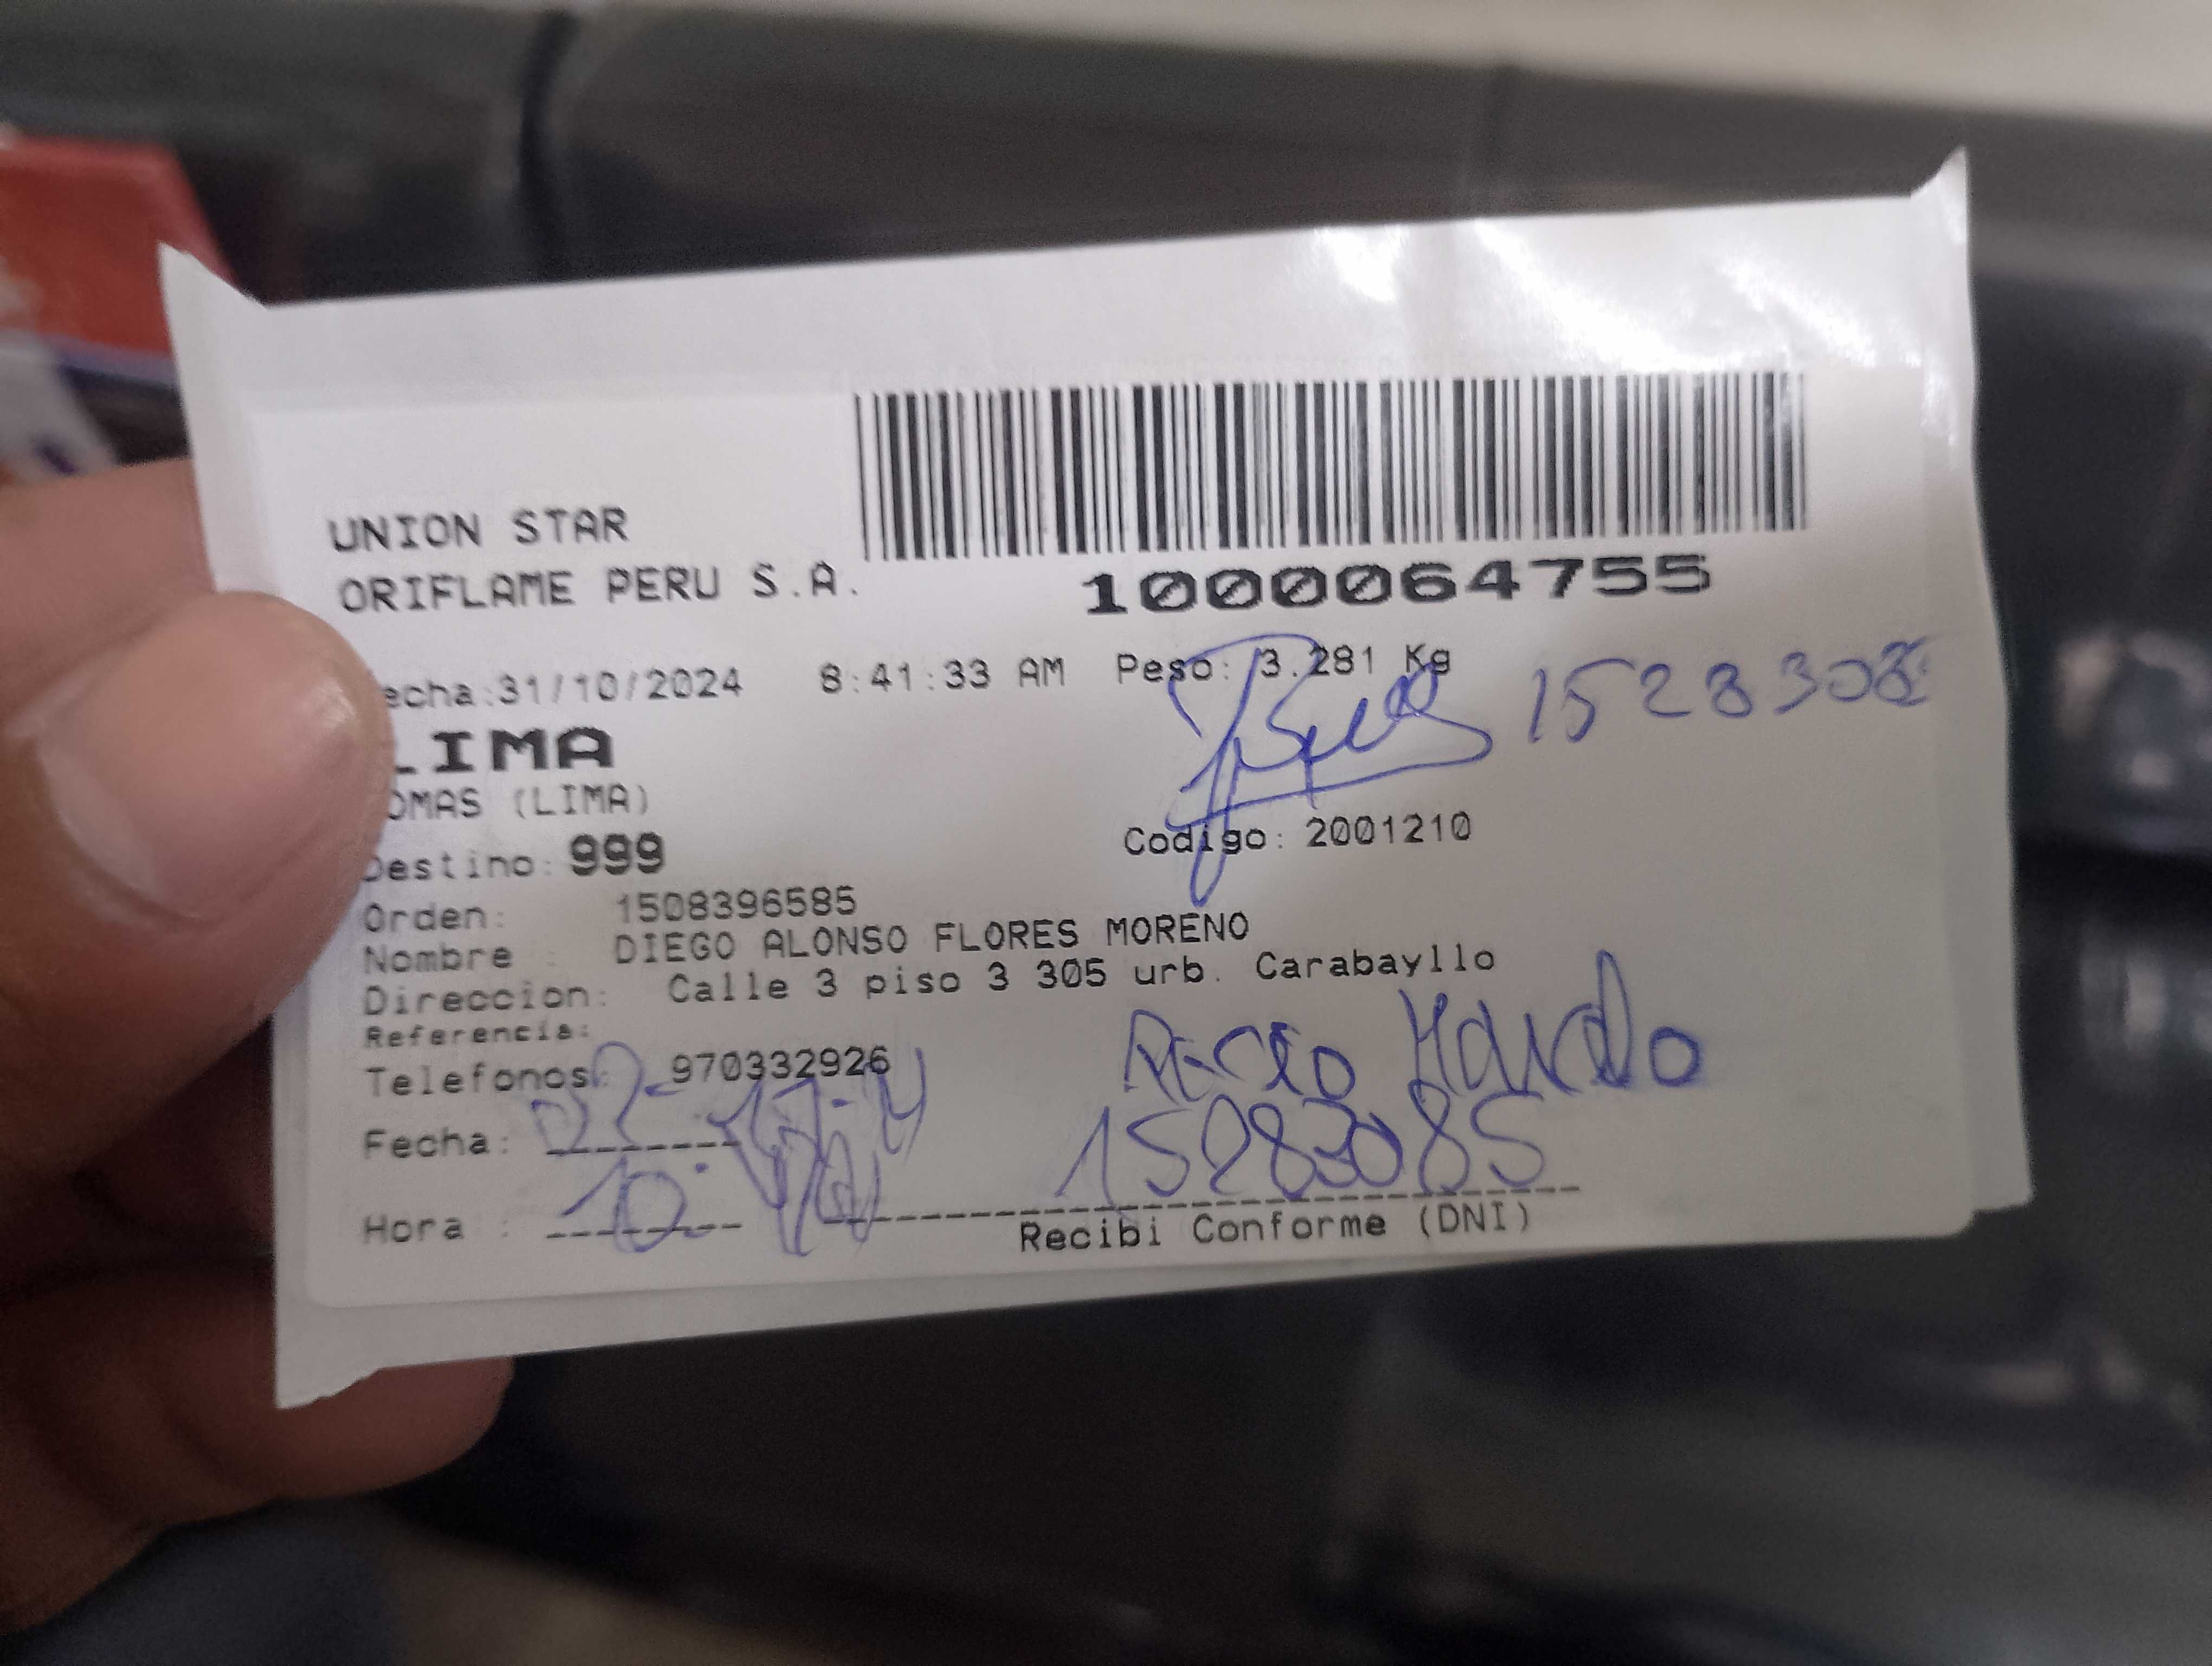 UNION STAR
ORIFLAME PERU S.A.
1000064755
echa:31/10/2024 8:41:33 AM Peso: 3.281 Kg
1528308
LIMA
OMAS (LIMA)
Destino: 999 Codigo: 2001210
Orden: 1508396585
Nombre : DIEGO ALONSO FLORES MORENO
Direccion: Calle 3 piso 3 305 urb. Carabayllo
Referencia:
Telefonos: 970332926
Fecha:
15283085
Hora : 10:
Recibi Conforme (DNI)